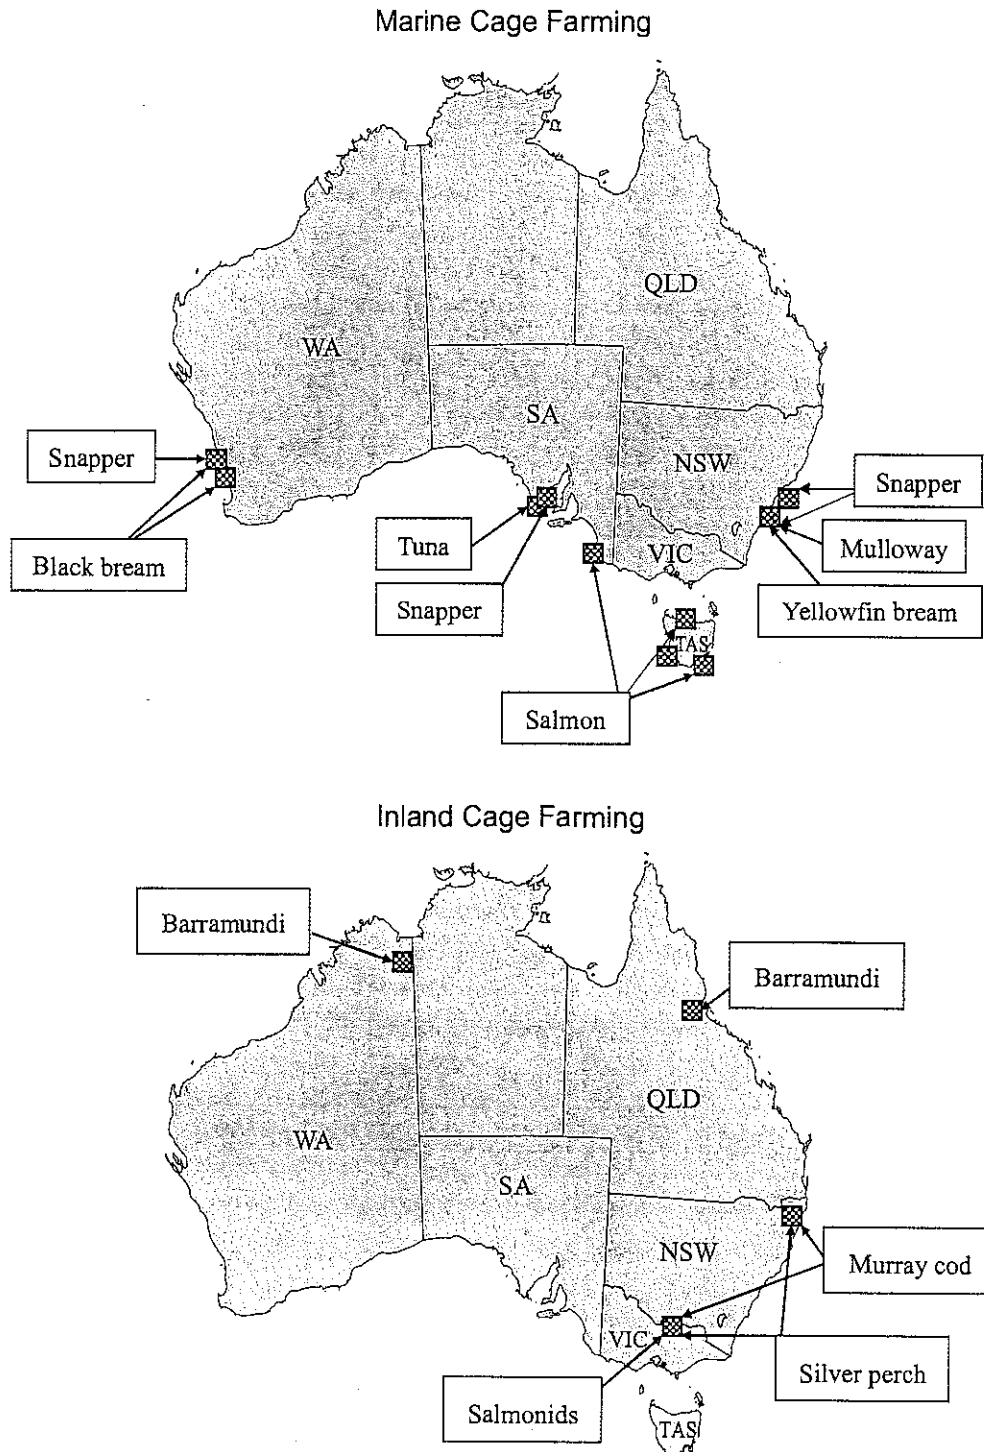 Marine Cage Farming
QLD
WA
SA
NSW
Snapper
Snapper
Tuna
VIC
Mulloway
Black bream
Snapper
Yellowfin bream
TAS
Salmon
Inland Cage Farming
Barramundi
Barramundi
QLD
WA
SA
NSW
Murray cod
VIC
Silver perch
Salmonids
TAS